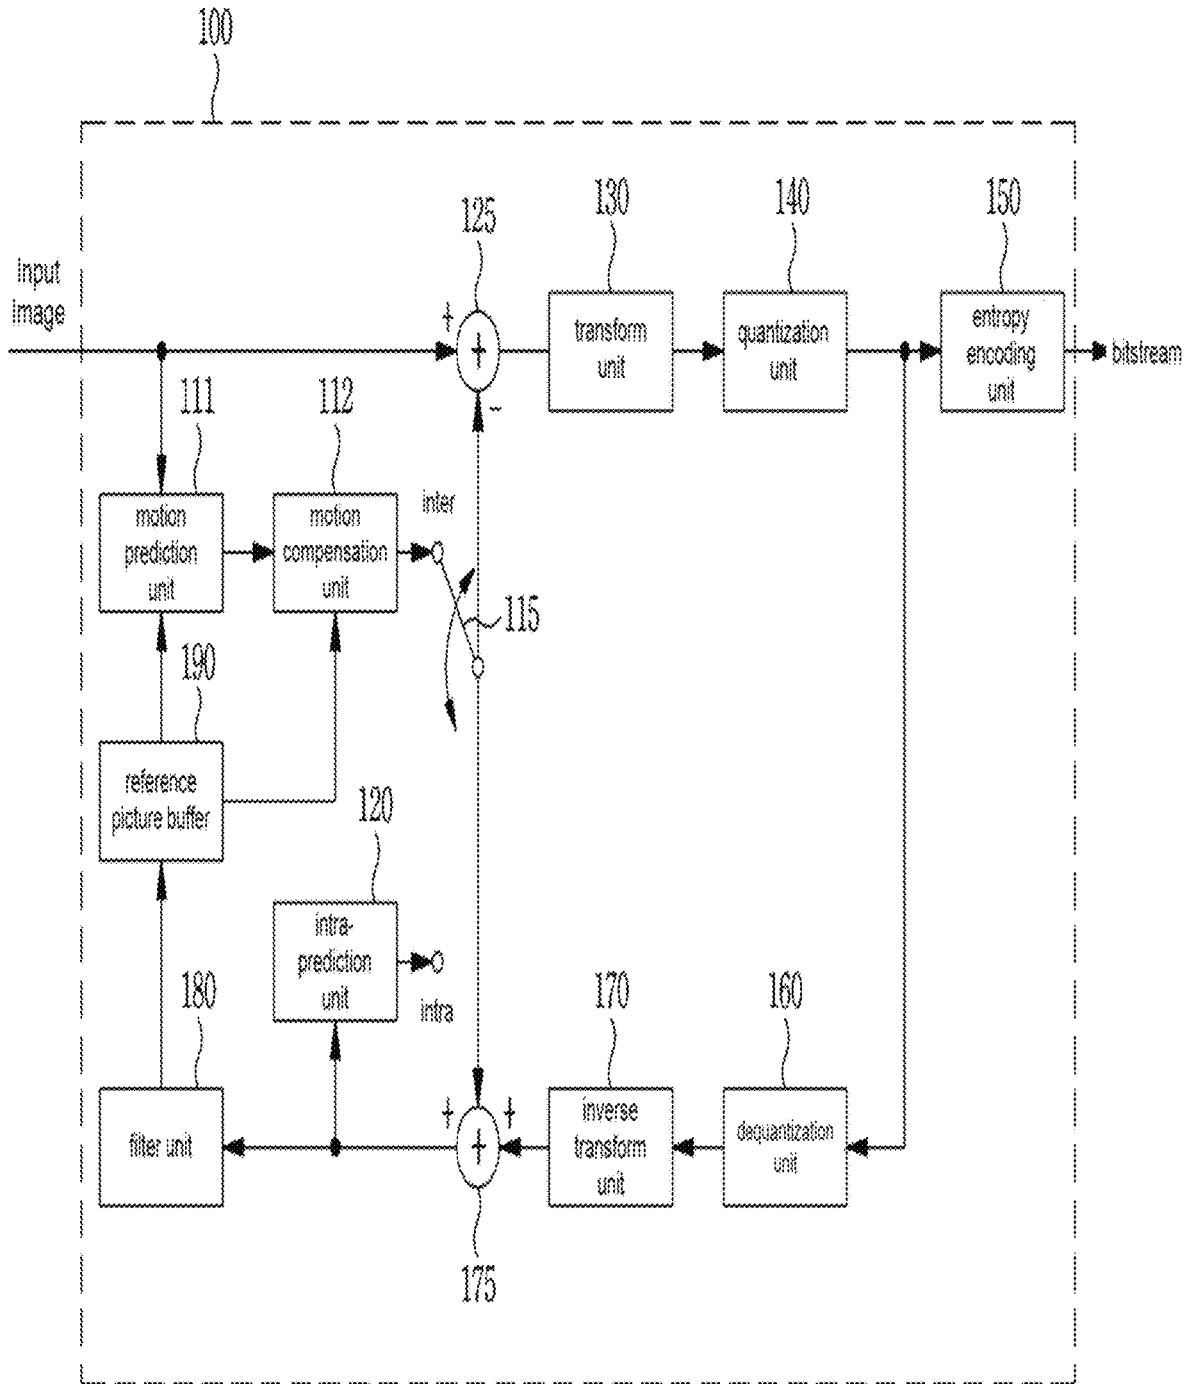 100
125
130
140
150
input
image
+
+
-
transform
unit
quantization
unit
entropy
encoding
unit
bitstream
111
112
motion
prediction
unit
motion
compensation
unit
inter
115
190
reference
picture buffer
120
intra-
prediction
unit
intra
180
170
160
filter unit
+
+
+
inverse
transform
unit
dequantization
unit
175